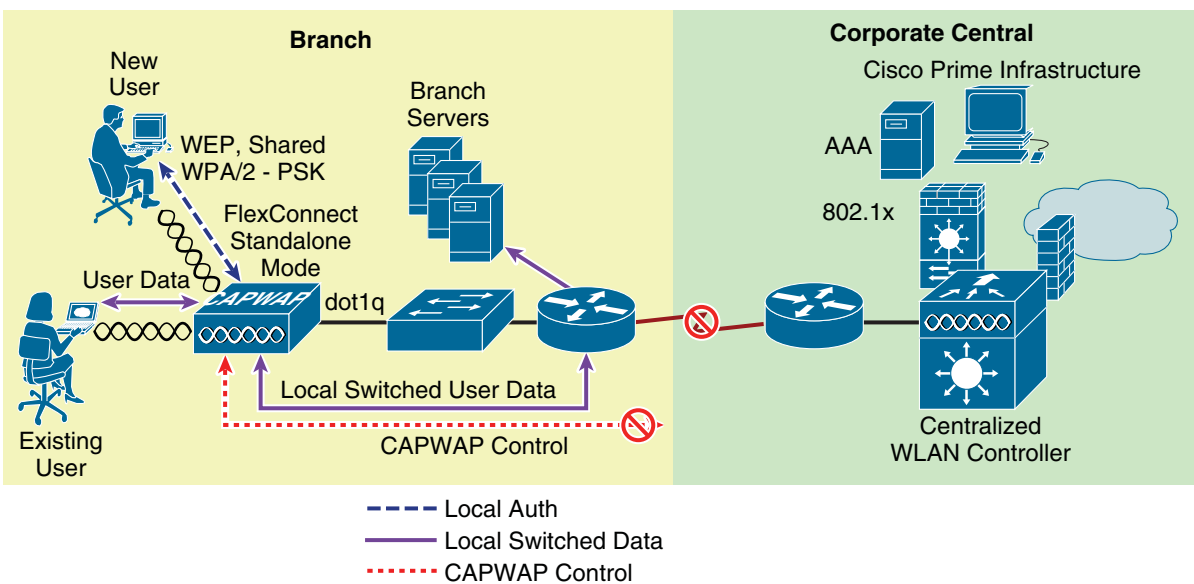 Branch
Corporate Central
New
User
WEP, Shared
WPA/2 - PSK
Branch
Servers
Cisco Prime Infrastructure
AAA
802.1x
FlexConnect
Standalone
Mode
User Data
CAPWAP
dot1q
Local Switched User Data
CAPWAP Control
Existing
User
Centralized
WLAN Controller
Local Auth
Local Switched Data
CAPWAP Control